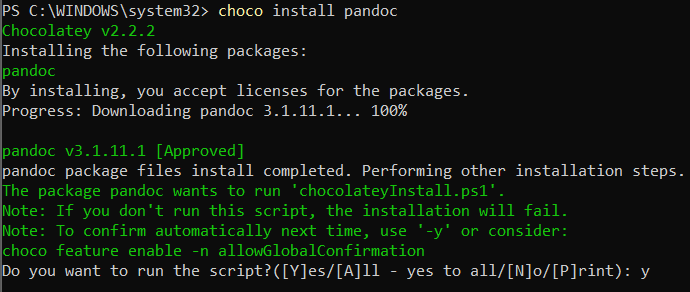 PS C:\WINDOWS\system32> choco install pandoc
Chocolatey v2.2.2
Installing the following packages:
pandoc
By installing, you accept licenses for the packages.
Progress: Downloading pandoc 3.1.11.1... 100%
pandoc v3.1.11.1 [Approved]
pandoc package files install completed. Performing other installation steps.
The package pandoc wants to run 'chocolateyInstall.ps1'.
Note: If you don't run this script, the installation will fail.
Note: To confirm automatically next time, use '-y' or consider:
choco feature enable -n allowGlobalConfirmation
Do you want to run the script?([Y]es/[A]ll - yes to all/[N]o/[P]rint): y